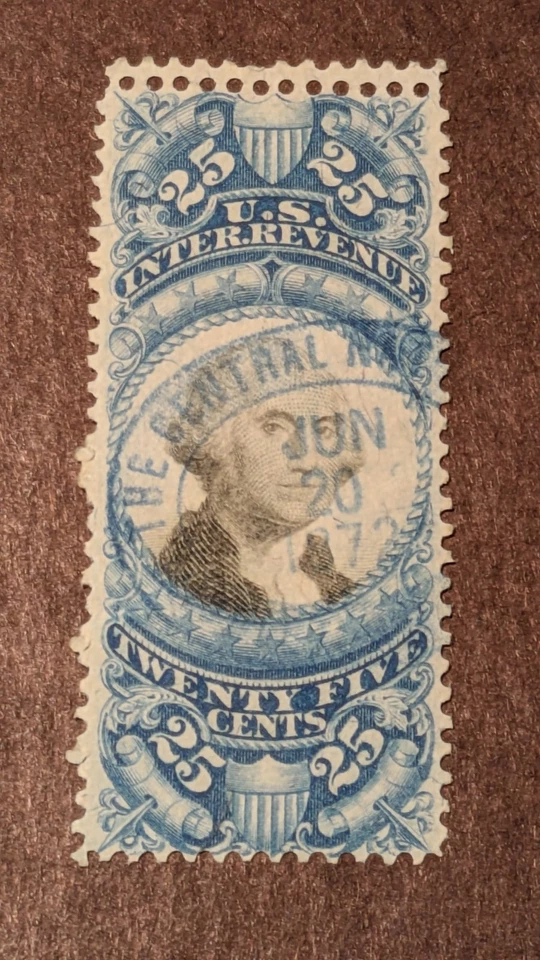 25 25
U.S.
INTER. REVENUE
THE CENTRAL
JUN
20
TWENTY FIVE
CENTS
25 25